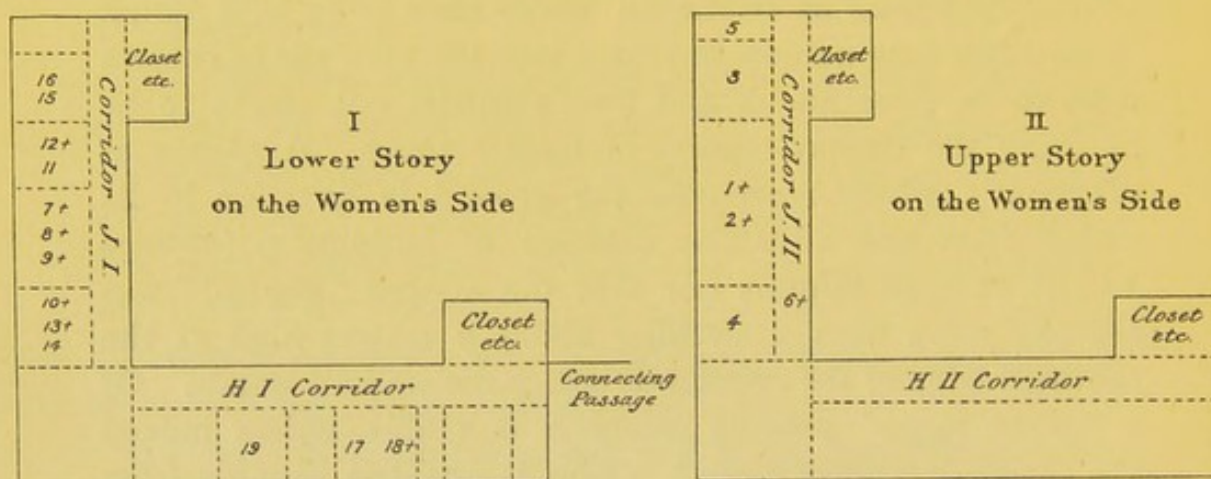 Closet
etc.
16
15
12+
11
7+
8+
9+
10+
13+
14
Corridor J. I.
I
Lower Story
on the Women's Side
Closet
etc.
H I Corridor
Connecting
Passage
19
17 18+
5
3
1+
2+
4
Corridor J. II
6+
Closet
etc.
II
Upper Story
on the Women's Side
Closet
etc.
H II Corridor